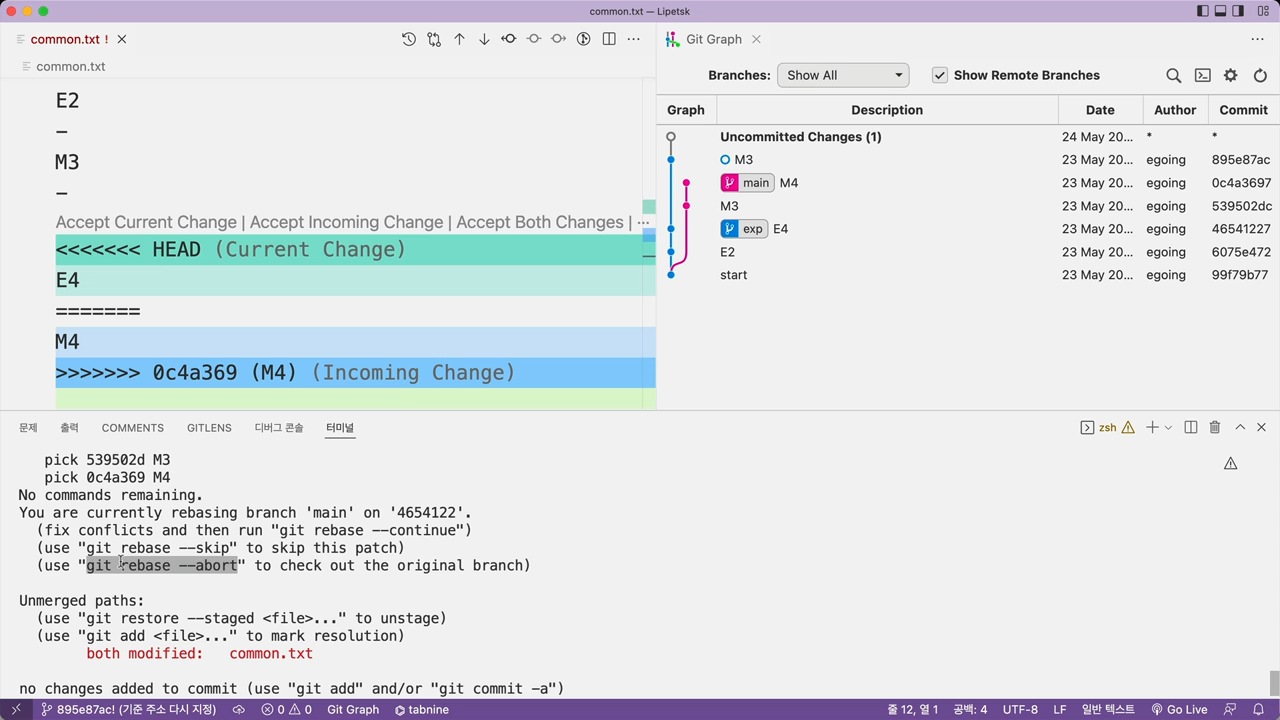 common.txt — Lipetsk
common.txt !
common.txt
E2
–
M3
–
Accept Current Change | Accept Incoming Change | Accept Both Changes | ...
<<<<<<< HEAD (Current Change)
E4
=======
M4
>>>>>>> 0c4a369 (M4) (Incoming Change)
Git Graph
Branches: Show All Show Remote Branches
Graph Description Date Author Commit
Uncommitted Changes (1) 24 May 20... * *
M3 23 May 20... egoing 895e87ac
main M4 23 May 20... egoing 0c4a3697
M3 23 May 20... egoing 539502dc
exp E4 23 May 20... egoing 46541227
E2 23 May 20... egoing 6075e472
start 23 May 20... egoing 99f79b77
문제 출력 COMMENTS GITLENS 디버그 콘솔 터미널 zsh
pick 539502d M3
pick 0c4a369 M4
No commands remaining.
You are currently rebasing branch 'main' on '4654122'.
(fix conflicts and then run "git rebase --continue")
(use "git rebase --skip" to skip this patch)
(use "git rebase --abort" to check out the original branch)
Unmerged paths:
(use "git restore --staged <file>..." to unstage)
(use "git add <file>..." to mark resolution)
both modified: common.txt
no changes added to commit (use "git add" and/or "git commit -a")
895e87ac! (기준 주소 다시 지정) 0 0 Git Graph tabnine 줄 12, 열 1 공백: 4 UTF-8 LF 일반 텍스트 Go Live